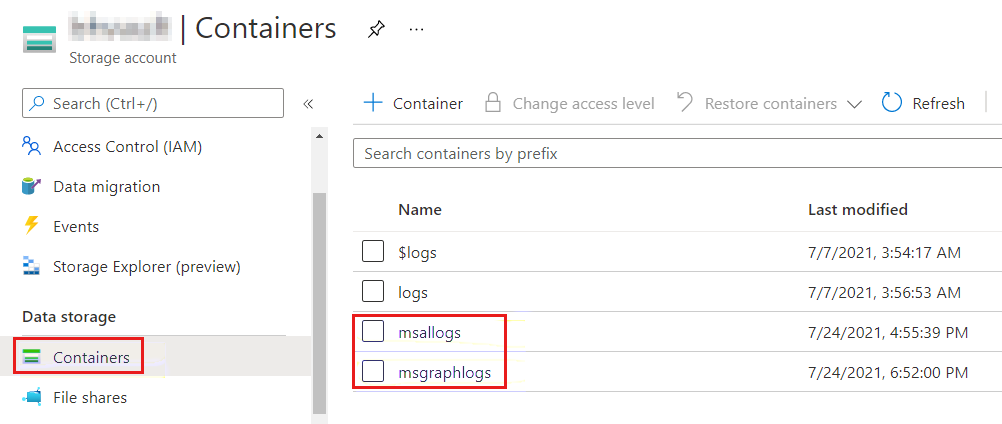 | Containers ...
Storage account
Search (Ctrl+/) «
Access Control (IAM)
Data migration
Events
Storage Explorer (preview)
Data storage
Containers
File shares
+ Container Change access level Restore containers Refresh
Search containers by prefix
Name Last modified
$logs 7/7/2021, 3:54:17 AM
logs 7/7/2021, 3:56:53 AM
msallogs 7/24/2021, 4:55:39 PM
msgraphlogs 7/24/2021, 6:52:00 PM